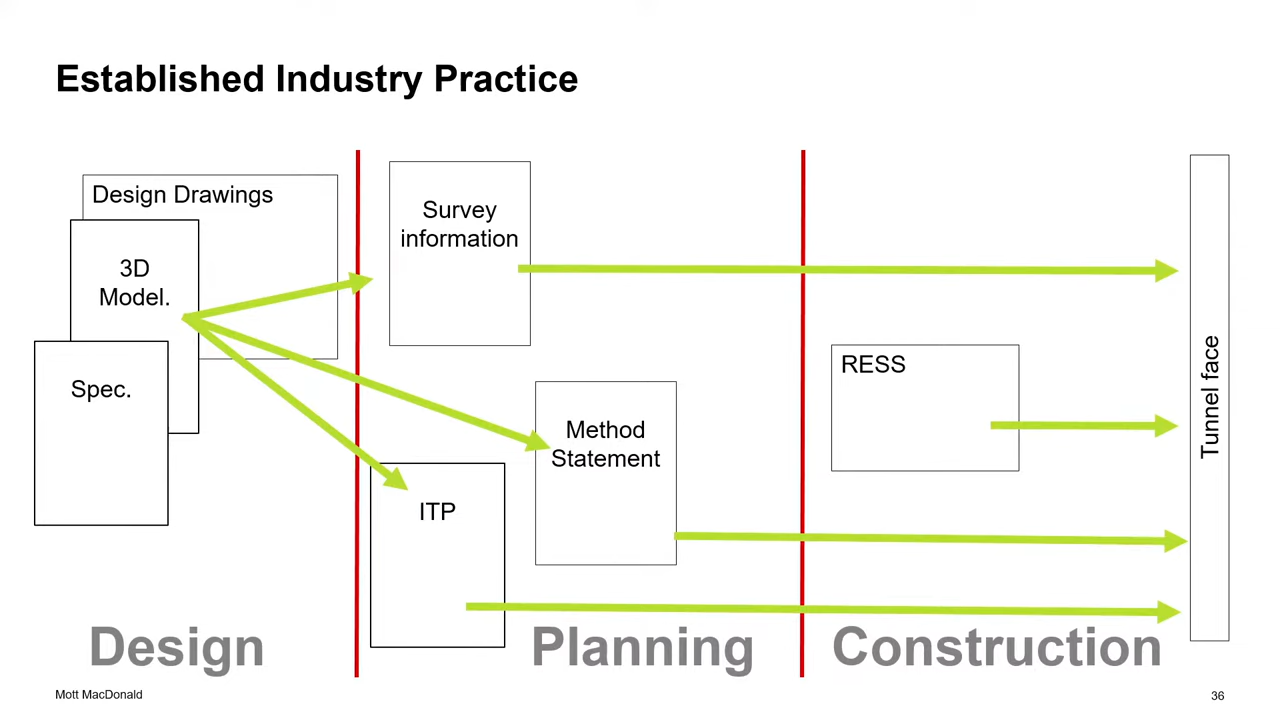 Established Industry Practice
Design Drawings
3D
Model.
Spec.
Survey
information
Method
Statement
ITP
RESS
Tunnel face
Design
Planning
Construction
Mott MacDonald
36